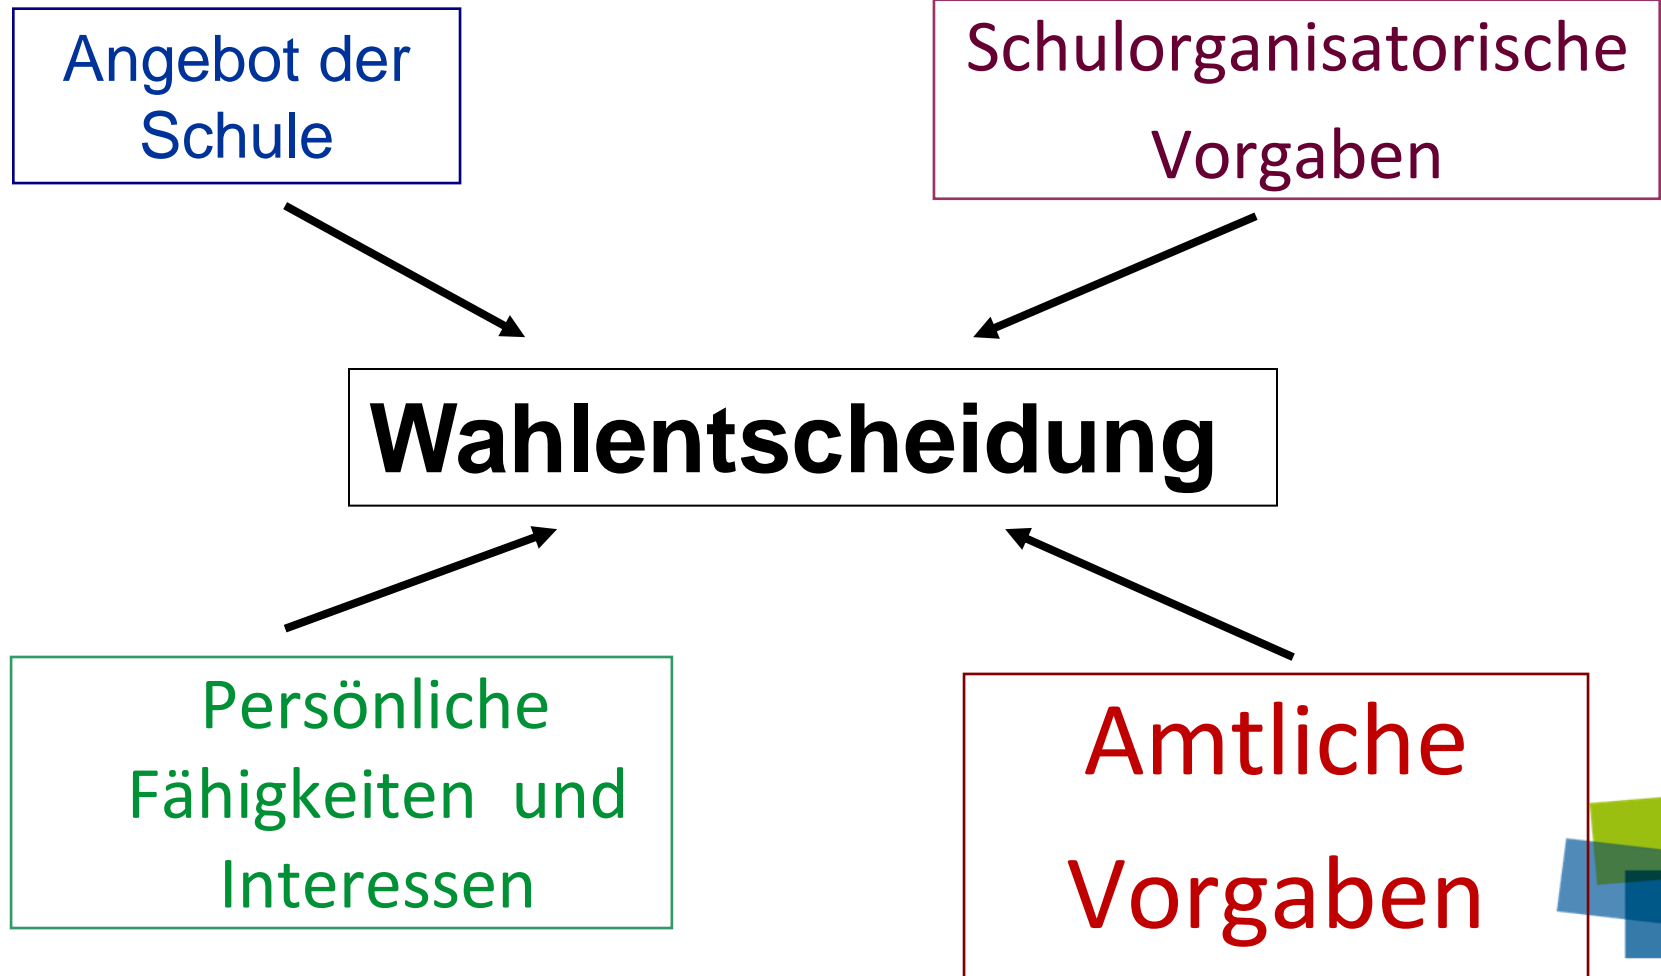 Angebot der
Schule
Schulorganisatorische
Vorgaben
Wahlentscheidung
Persönliche
Fähigkeiten und
Interessen
Amtliche
Vorgaben